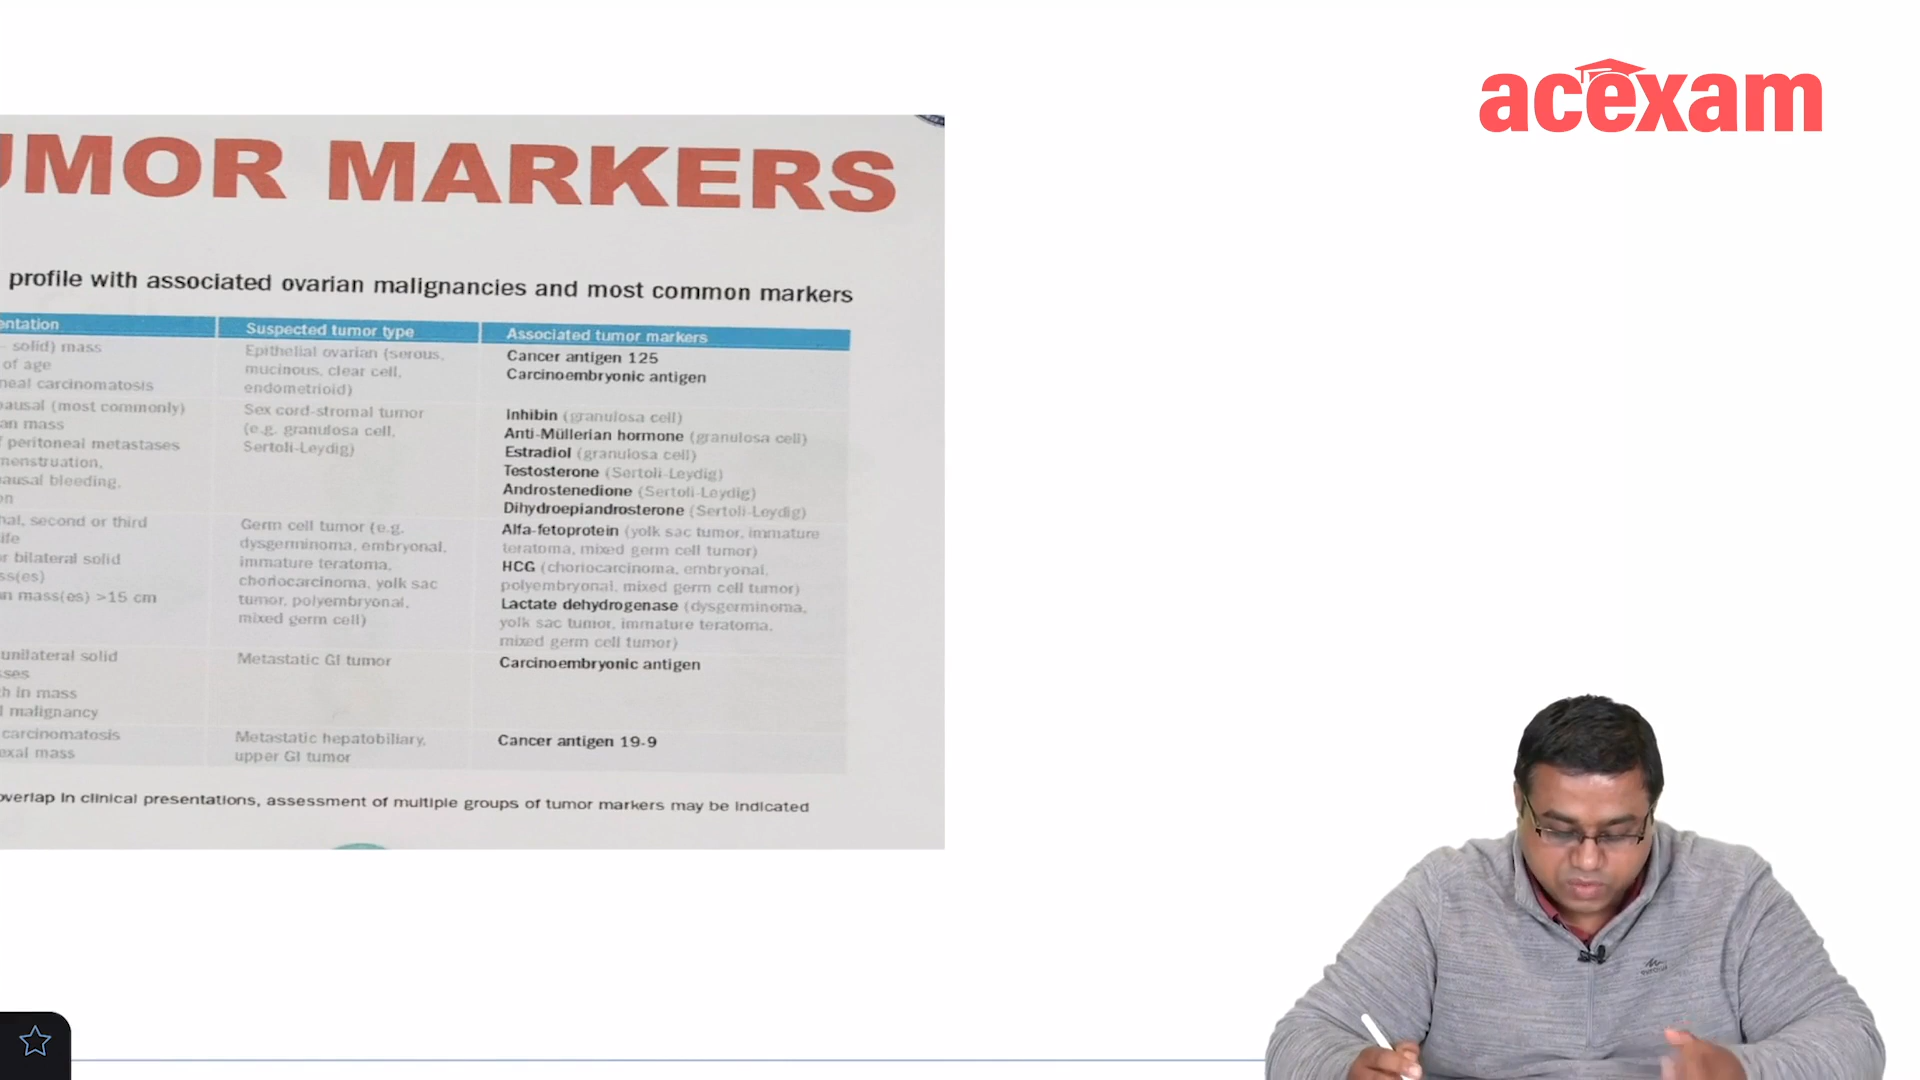 acexam
UMOR MARKERS
profile with associated ovarian malignancies and most common markers
entation
Suspected tumor type
Associated tumor markers
- solid) mass
of age
neal carcinomatosis
Epithelial ovarian (serous,
mucinous, clear cell,
endometrioid)
Cancer antigen 125
Carcinoembryonic antigen
pausal (most commonly)
an mass
f peritoneal metastases
menstruation,
ausal bleeding,
on
Sex cord-stromal tumor
(e.g. granulosa cell,
Sertoli-Leydig)
Inhibin (granulosa cell)
Anti-Müllerian hormone (granulosa cell)
Estradiol (granulosa cell)
Testosterone (Sertoli-Leydig)
Androstenedione (Sertoli-Leydig)
Dihydroepiandrosterone (Sertoli-Leydig)
hal, second or third
life
r bilateral solid
ss(es)
an mass(es) >15 cm
Germ cell tumor (e.g.
dysgerminoma, embryonal,
immature teratoma,
choriocarcinoma, yolk sac
tumor, polyembryonal,
mixed germ cell)
Alfa-fetoprotein (yolk sac tumor, immature
teratoma, mixed germ cell tumor)
HCG (choriocarcinoma, embryonal,
polyembryonal, mixed germ cell tumor)
Lactate dehydrogenase (dysgerminoma,
yolk sac tumor, immature teratoma,
mixed germ cell tumor)
unilateral solid
sses
h in mass
l malignancy
Metastatic GI tumor
Carcinoembryonic antigen
carcinomatosis
exal mass
Metastatic hepatobiliary,
upper GI tumor
Cancer antigen 19-9
overlap in clinical presentations, assessment of multiple groups of tumor markers may be indicated